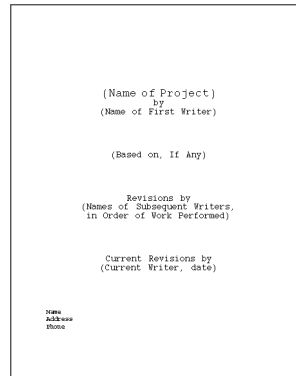 (Name of Project)
by
(Name of First Writer)
(Based on, If Any)
Revisions by
(Names of Subsequent Writers,
in Order of Work Performed)
Current Revisions by
(Current Writer, date)
Name
Address
Phone